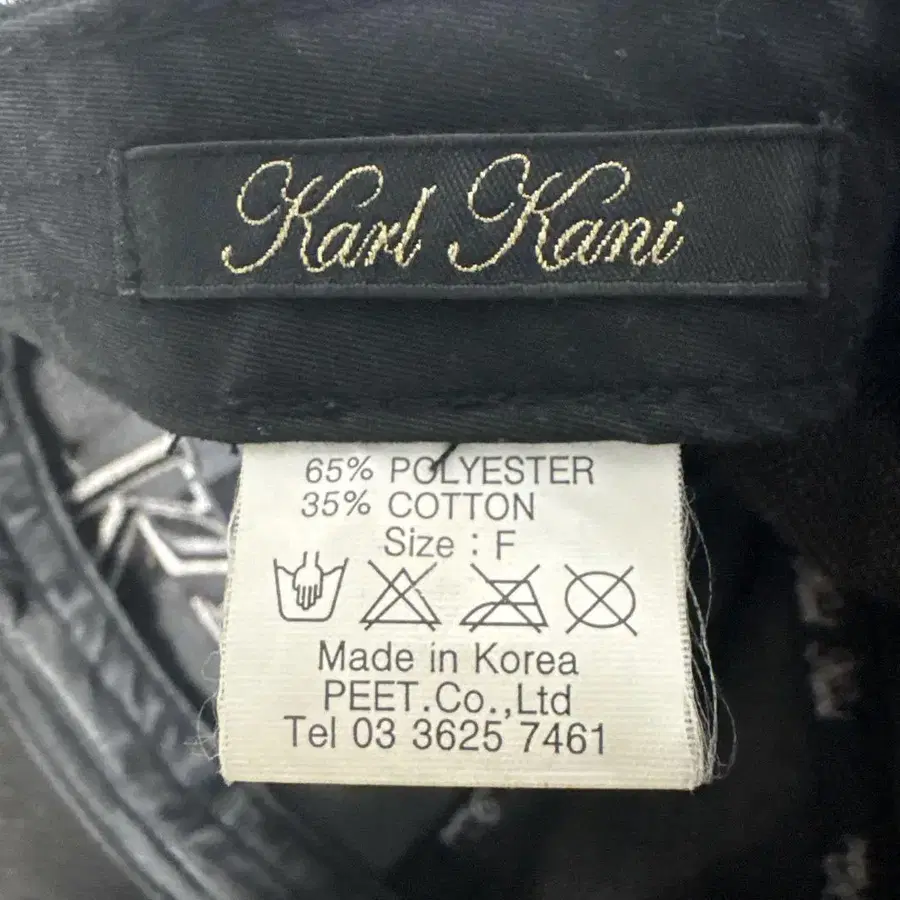 Karl Kani
65% POLYESTER
35% COTTON
Size : F
Made in Korea
PEET.Co.,Ltd
Tel 03 3625 7461